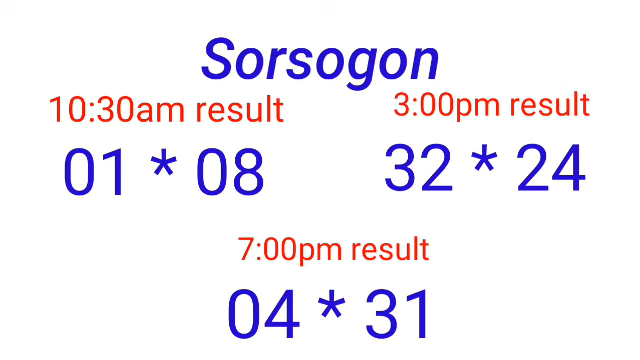 Sorsogon
10:30am result
01 * 08
3:00pm result
32 * 24
7:00pm result
04 * 31